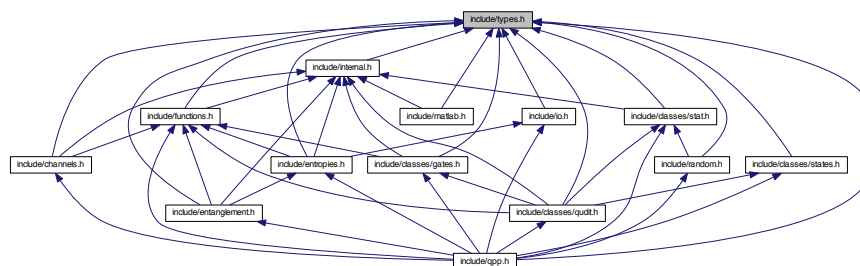 include/types.h
include/internal.h
include/functions.h
include/matlab.h
include/io.h
include/classes/stat.h
include/channels.h
include/entropies.h
include/classes/gates.h
include/random.h
include/classes/states.h
include/entanglement.h
include/classes/qudit.h
include/qpp.h